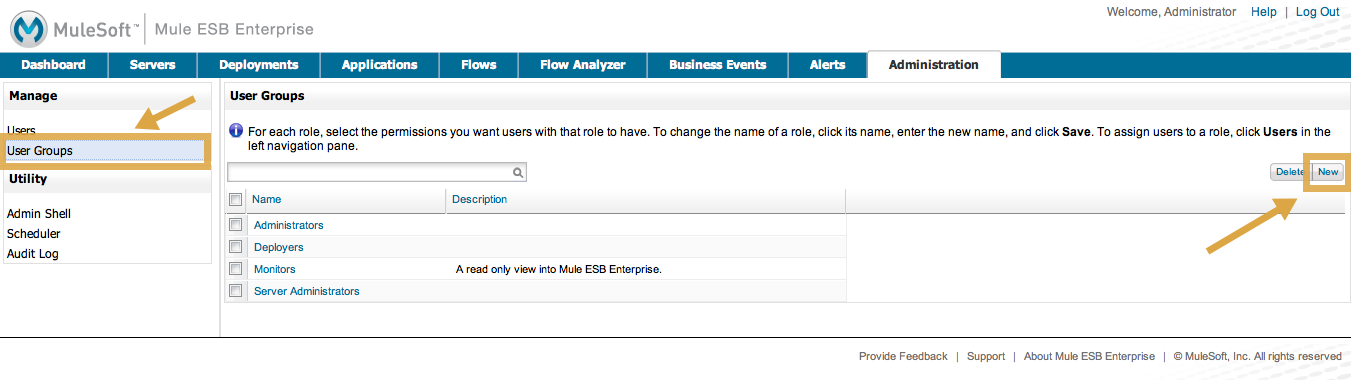 Welcome, Administrator Help | Log Out
MuleSoft™ | Mule ESB Enterprise
Dashboard Servers Deployments Applications Flows Flow Analyzer Business Events Alerts Administration
Manage
Users
User Groups
Utility
Admin Shell
Scheduler
Audit Log
User Groups
For each role, select the permissions you want users with that role to have. To change the name of a role, click its name, enter the new name, and click Save. To assign users to a role, click Users in the
left navigation pane.
Delete New
Name Description
Administrators
Deployers
Monitors A read only view into Mule ESB Enterprise.
Server Administrators
Provide Feedback | Support | About Mule ESB Enterprise | © MuleSoft, Inc. All rights reserved